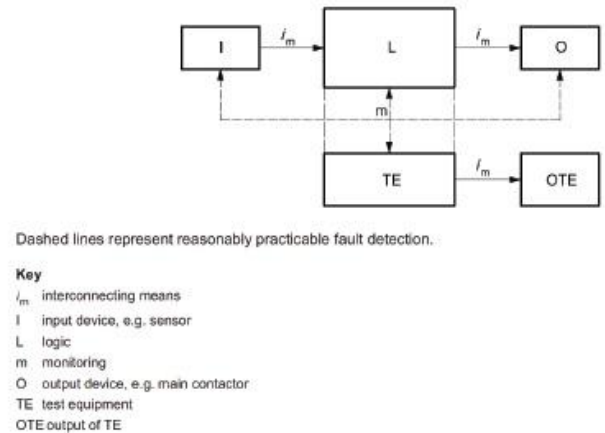 I
i_m
L
i_m
O
m
TE
i_m
OTE
Dashed lines represent reasonably practicable fault detection.
Key
i_m interconnecting means
I input device, e.g. sensor
L logic
m monitoring
O output device, e.g. main contactor
TE test equipment
OTE output of TE